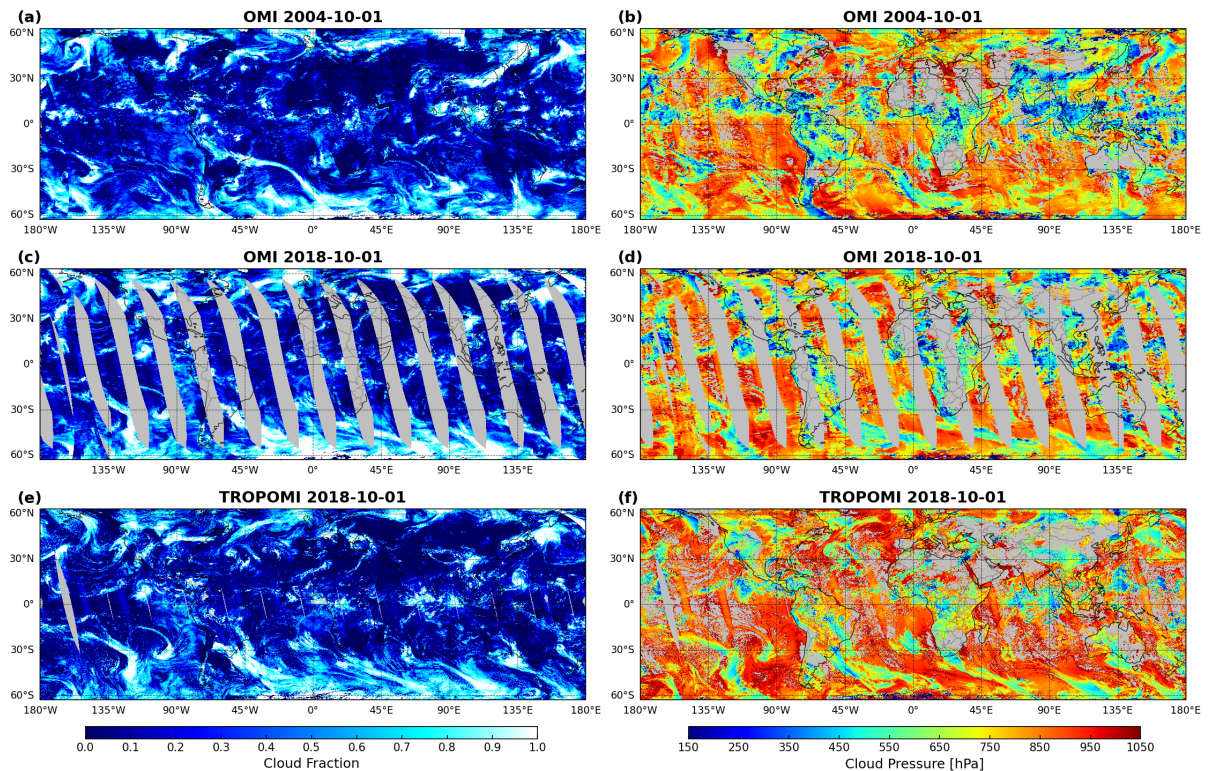 (a) OMI 2004-10-01
60°N
30°N
0°
30°S
60°S
180°W 135°W 90°W 45°W 0° 45°E 90°E 135°E 180°E
(b) OMI 2004-10-01
60°N
30°N
0°
30°S
60°S
180°W 135°W 90°W 45°W 0° 45°E 90°E 135°E 180°E
(c) OMI 2018-10-01
60°N
30°N
0°
30°S
60°S
135°W 90°W 45°W 0° 45°E 90°E 135°E
(d) OMI 2018-10-01
60°N
30°N
0°
30°S
60°S
135°W 90°W 45°W 0° 45°E 90°E 135°E
(e) TROPOMI 2018-10-01
60°N
30°N
0°
30°S
60°S
180°W 135°W 90°W 45°W 0° 45°E 90°E 135°E 180°E
(f) TROPOMI 2018-10-01
60°N
30°N
0°
30°S
60°S
180°W 135°W 90°W 45°W 0° 45°E 90°E 135°E 180°E
0.0 0.1 0.2 0.3 0.4 0.5 0.6 0.7 0.8 0.9 1.0
Cloud Fraction
150 250 350 450 550 650 750 850 950 1050
Cloud Pressure [hPa]